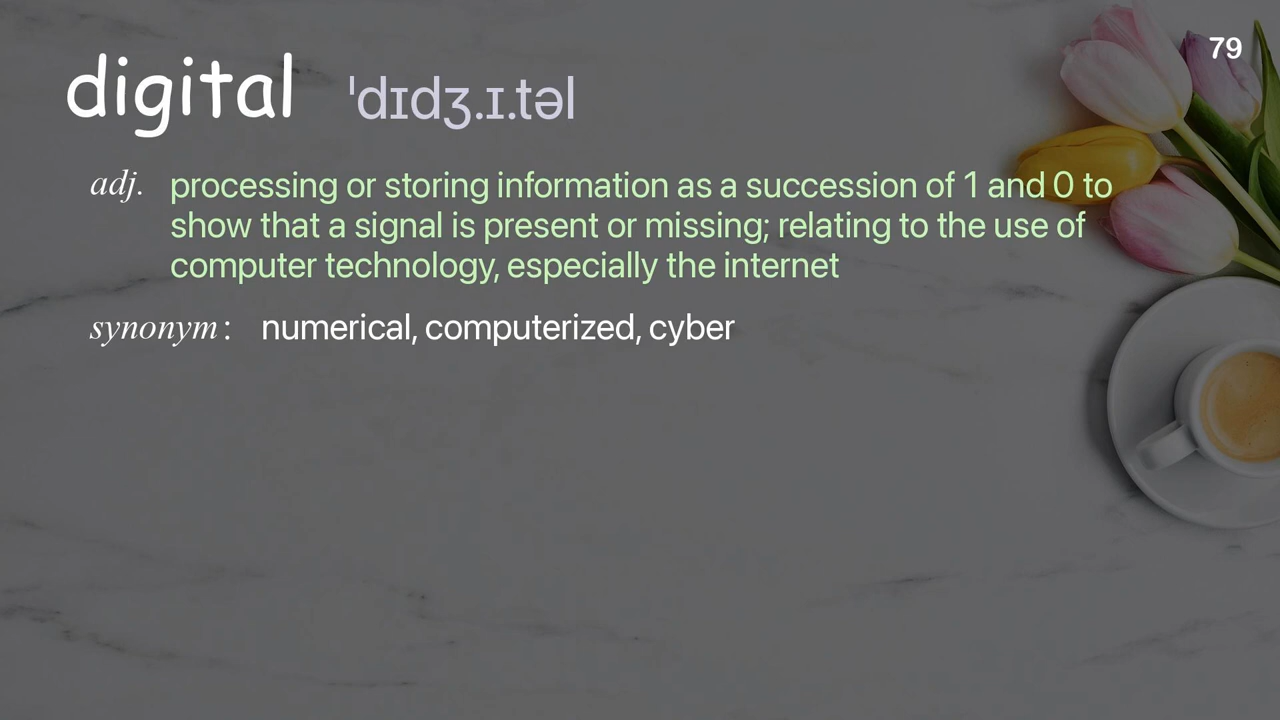 79
digital ˈdɪdʒ.ɪ.təl
adj. processing or storing information as a succession of 1 and 0 to
show that a signal is present or missing; relating to the use of
computer technology, especially the internet
synonym: numerical, computerized, cyber